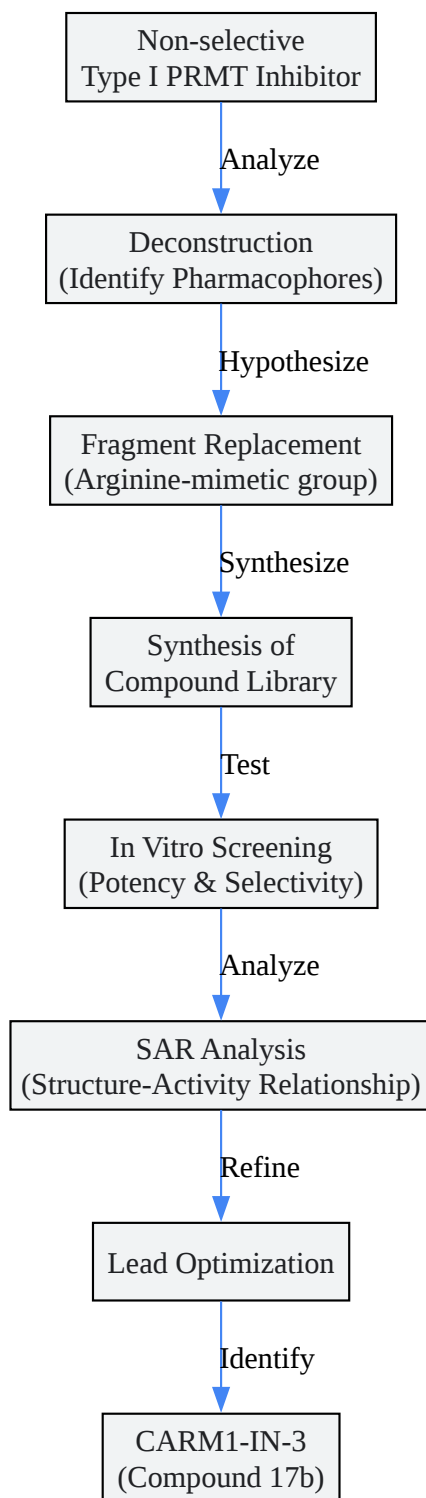 Non-selective
Type I PRMT Inhibitor
Analyze
Deconstruction
(Identify Pharmacophores)
Hypothesize
Fragment Replacement
(Arginine-mimetic group)
Synthesize
Synthesis of
Compound Library
Test
In Vitro Screening
(Potency & Selectivity)
Analyze
SAR Analysis
(Structure-Activity Relationship)
Refine
Lead Optimization
Identify
CARM1-IN-3
(Compound 17b)